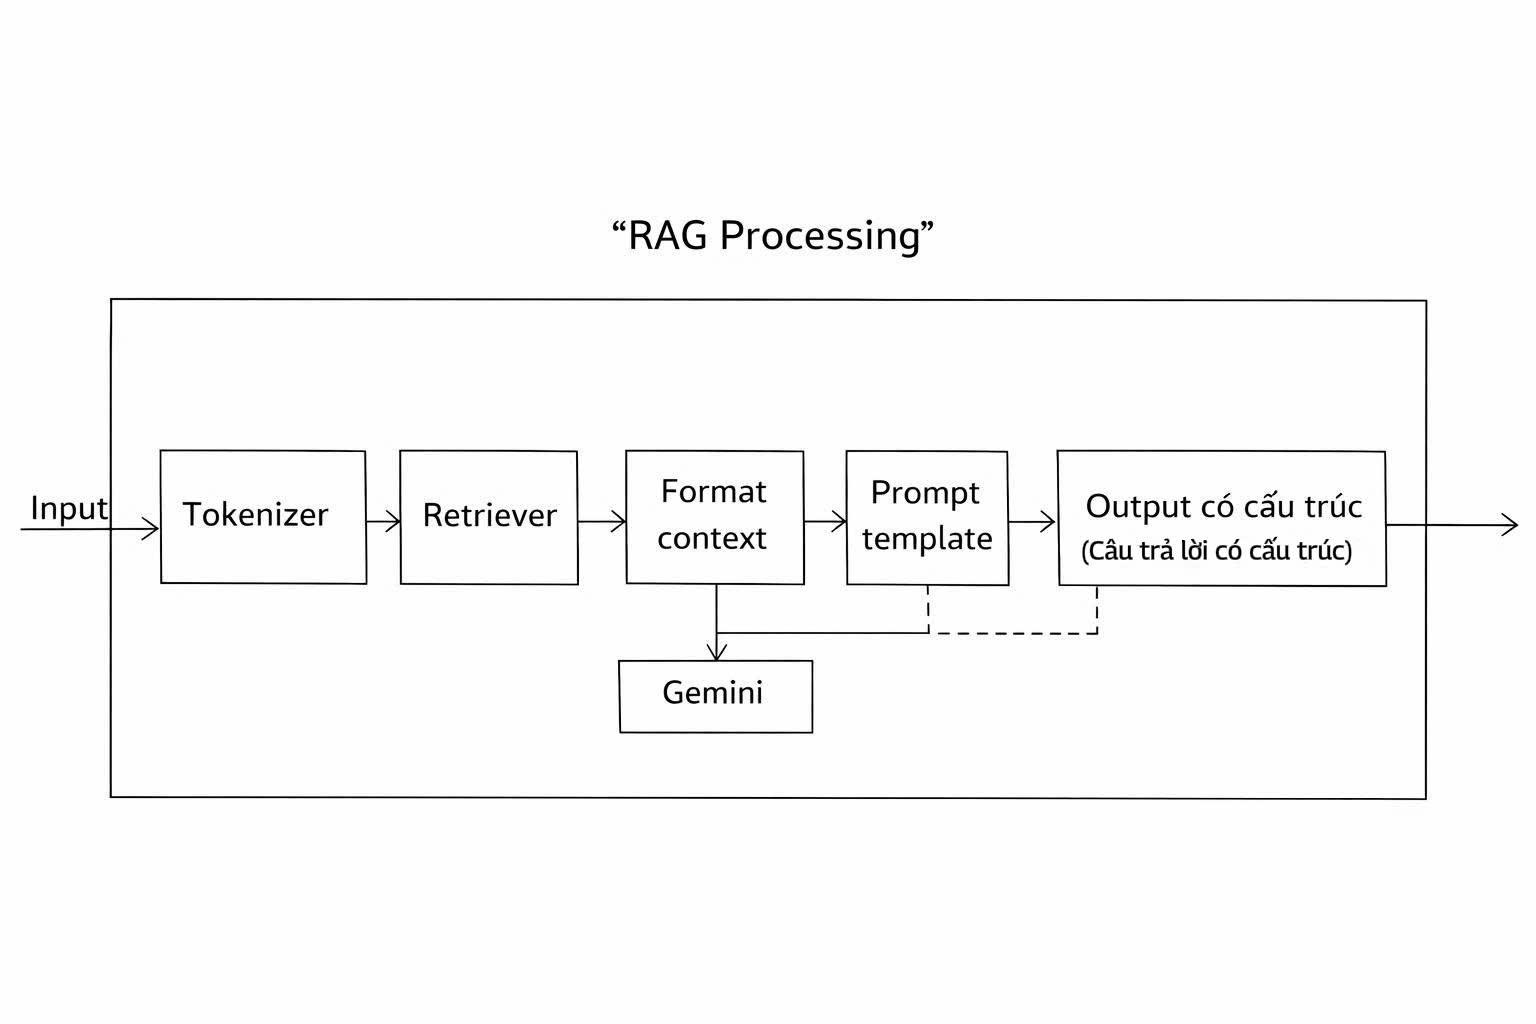 “RAG Processing”
Input
Tokenizer
Retriever
Format
context
Prompt
template
Output có cấu trúc
(Câu trả lời có cấu trúc)
Gemini